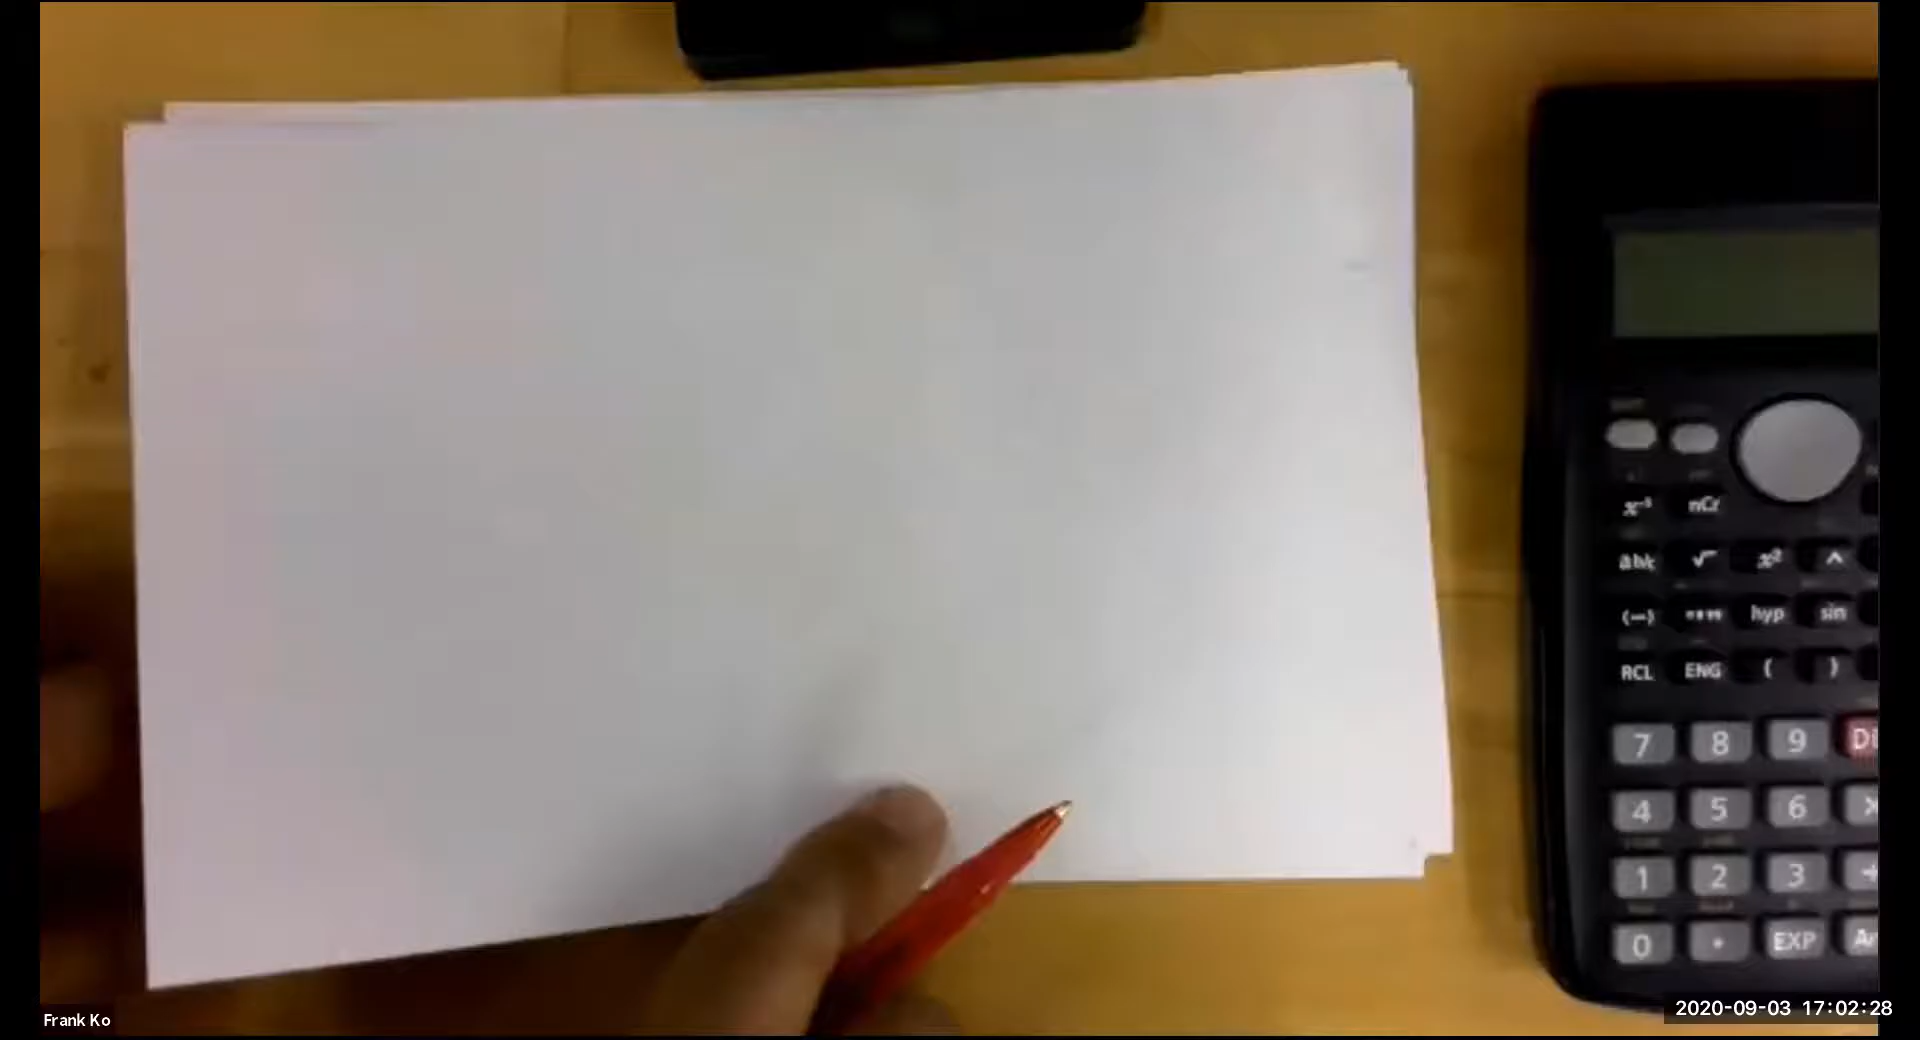 x⁻¹ nCr
√ x² ^
(−) °'" hyp sin
RCL ENG ( )
7 8 9
4 5 6 ×
1 2 3 +
0 • EXP
Frank Ko
2020-09-03 17:02:28